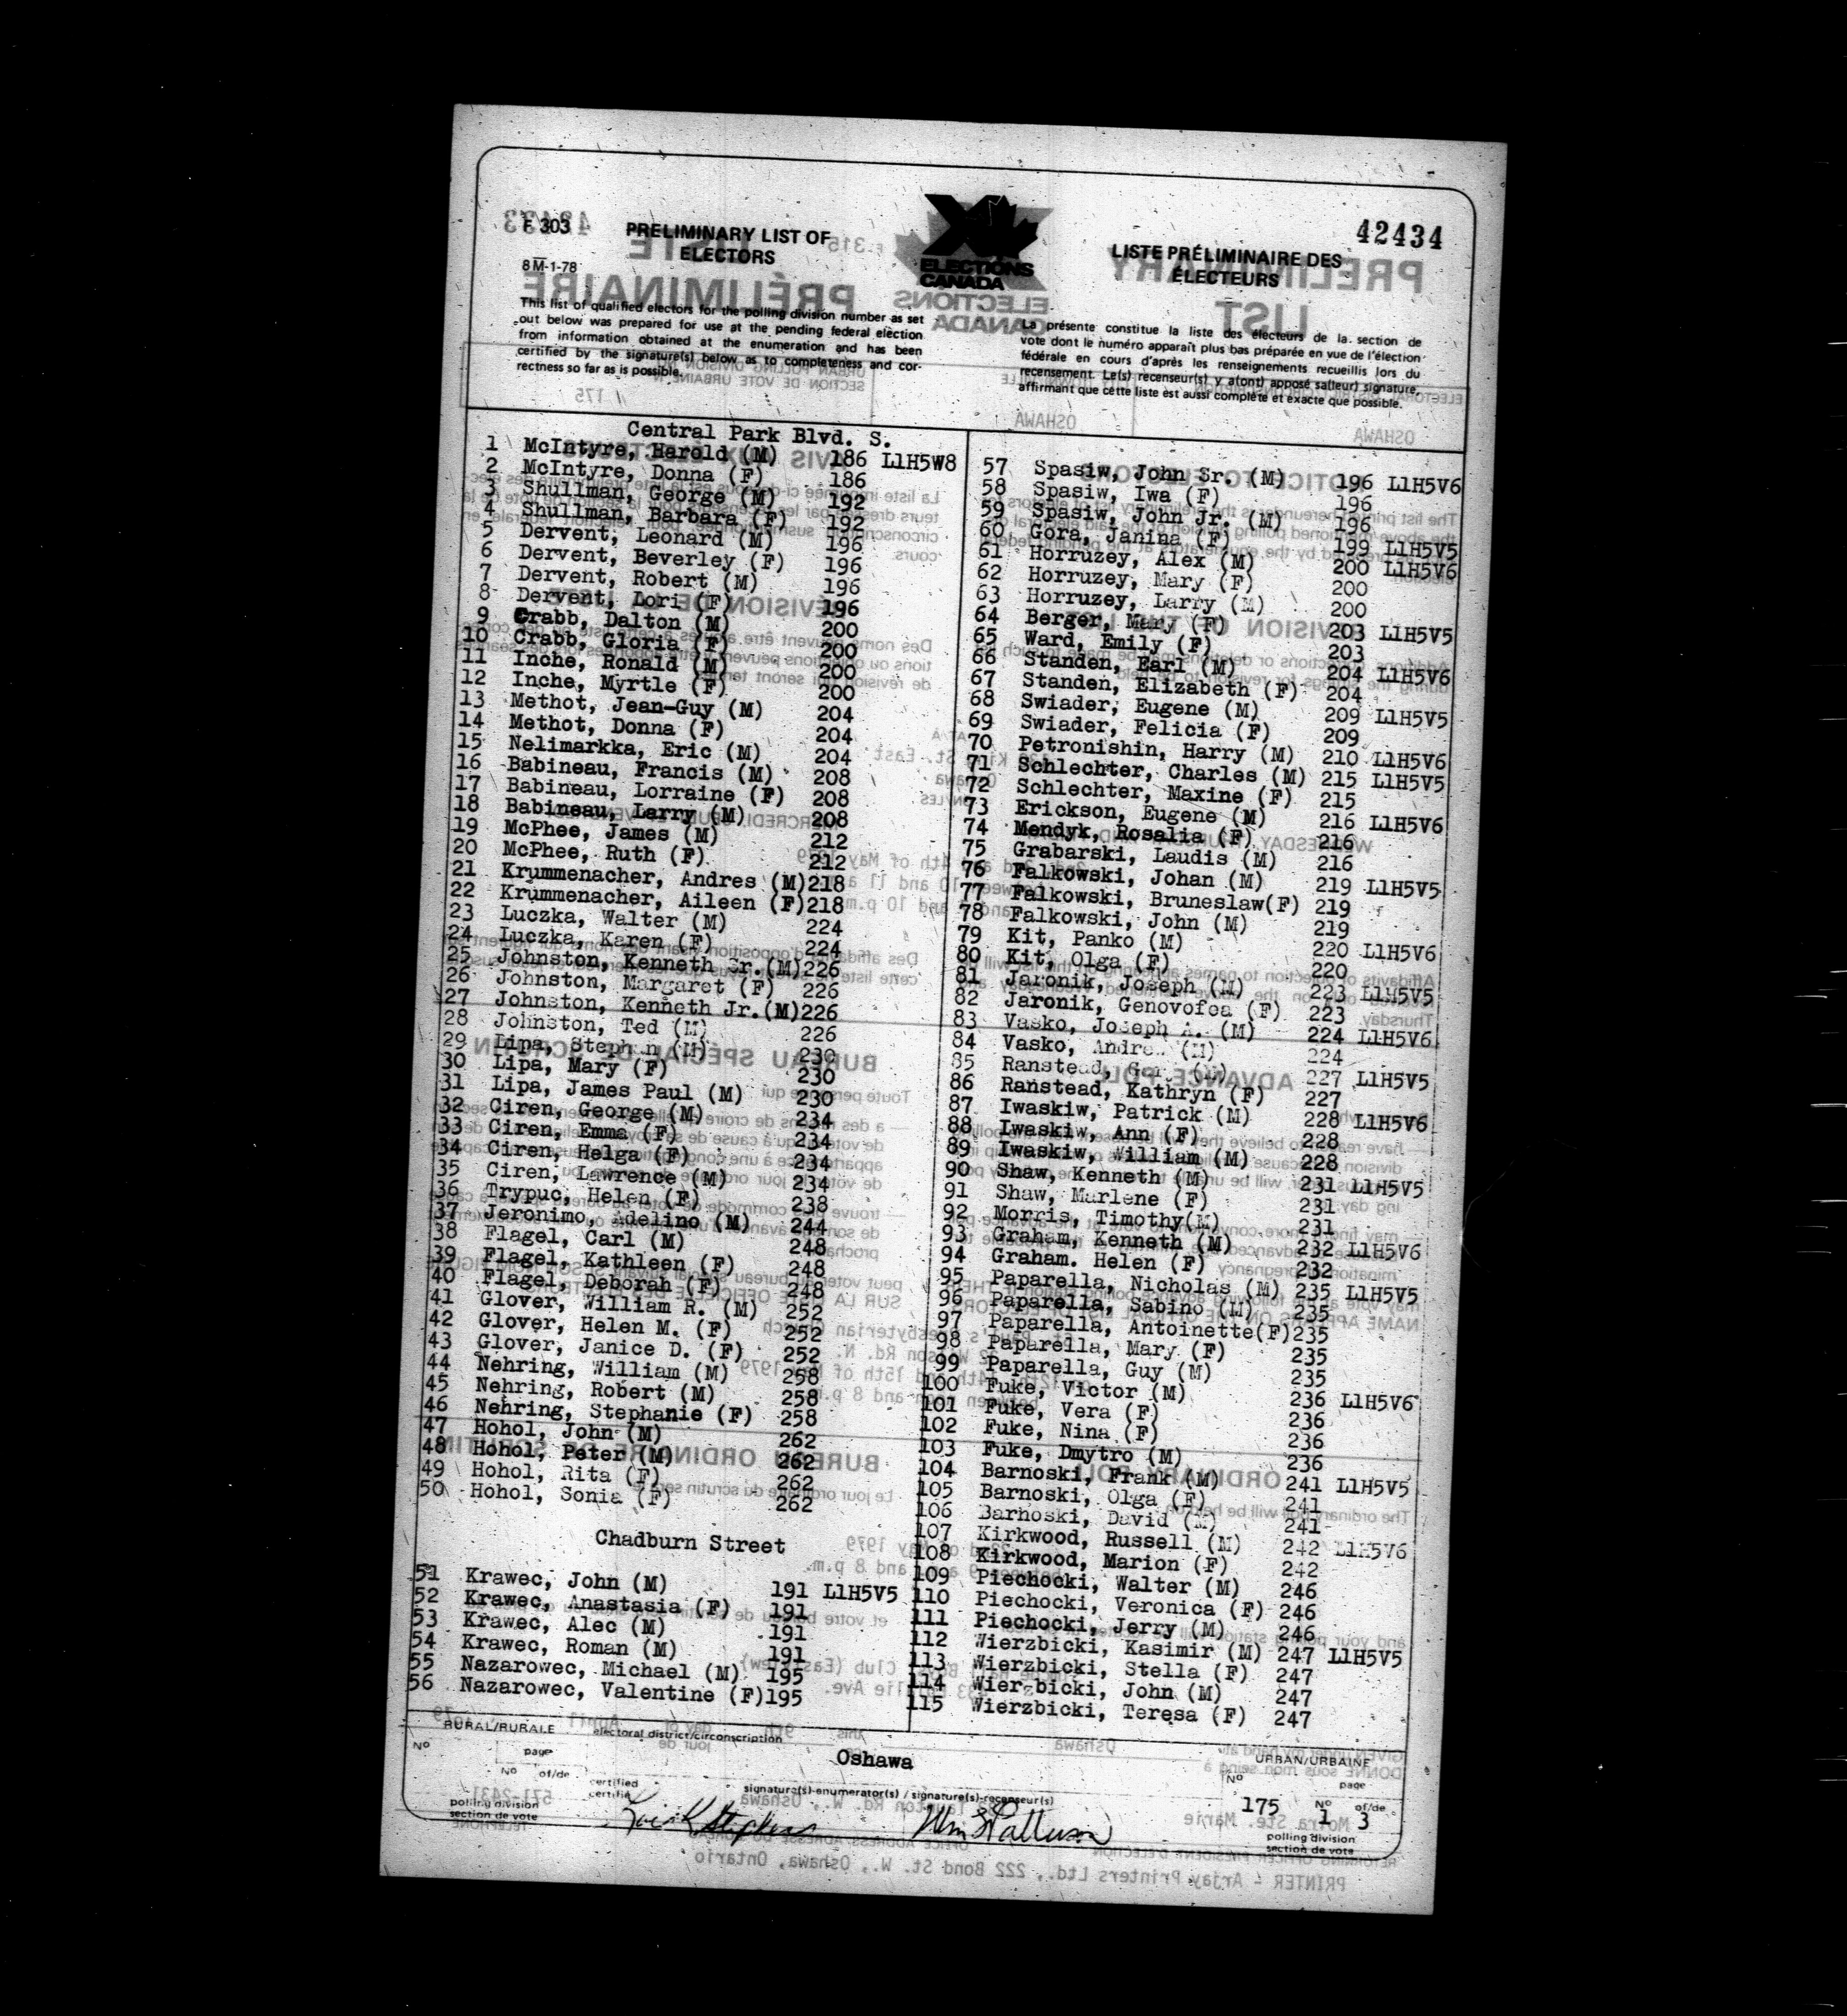 F 303
PRELIMINARY LIST OF
ELECTORS
8M-1-78
ELECTIONS
CANADA
42434
LISTE PRÉLIMINAIRE DES
ÉLECTEURS
This list of qualified electors for the polling division number as set
out below was prepared for use at the pending federal election
from information obtained at the enumeration and has been
certified by the signature(s) below as to completeness and cor-
rectness so far as is possible.
La présente constitue la liste des électeurs de la section de
vote dont le numéro apparaît plus bas préparée en vue de l'élection
fédérale en cours d'après les renseignements recueillis lors du
recensement. Le(s) recenseur(s) y a(ont) apposé sa(leur) signature,
affirmant que cette liste est aussi complète et exacte que possible.
Central Park Blvd. S.
1 McIntyre, Harold (M) 186 L1H5W8
2 McIntyre, Donna (F) 186
3 Shullman, George (M) 192
4 Shullman, Barbara (F) 192
5 Dervent, Leonard (M) 196
6 Dervent, Beverley (F) 196
7 Dervent, Robert (M) 196
8 Dervent, Lori (F) 196
9 Crabb, Dalton (M) 200
10 Crabb, Gloria (F) 200
11 Inche, Ronald (M) 200
12 Inche, Myrtle (F) 200
13 Methot, Jean-Guy (M) 204
14 Methot, Donna (F) 204
15 Nelimarkka, Eric (M) 204
16 Babineau, Francis (M) 208
17 Babineau, Lorraine (F) 208
18 Babineau, Larry (M) 208
19 McPhee, James (M) 212
20 McPhee, Ruth (F) 212
21 Krummenacher, Andres (M) 218
22 Krummenacher, Aileen (F) 218
23 Luczka, Walter (M) 224
24 Luczka, Karen (F) 224
25 Johnston, Kenneth Sr. (M) 226
26 Johnston, Margaret (F) 226
27 Johnston, Kenneth Jr. (M) 226
28 Johnston, Ted (M) 226
29 Lipa, Stephen (M) 230
30 Lipa, Mary (F) 230
31 Lipa, James Paul (M) 230
32 Ciren, George (M) 234
33 Ciren, Emma (F) 234
34 Ciren, Helga (F) 234
35 Ciren, Lawrence (M) 234
36 Trypuc, Helen (F) 238
37 Jeronimo, Adelino (M) 244
38 Flagel, Carl (M) 248
39 Flagel, Kathleen (F) 248
40 Flagel, Deborah (F) 248
41 Glover, William R. (M) 252
42 Glover, Helen M. (F) 252
43 Glover, Janice D. (F) 252
44 Nehring, William (M) 258
45 Nehring, Robert (M) 258
46 Nehring, Stephanie (F) 258
47 Hohol, John (M) 262
48 Hohol, Peter (M) 262
49 Hohol, Rita (F) 262
50 Hohol, Sonia (F) 262
Chadburn Street
51 Krawec, John (M) 191 L1H5V5
52 Krawec, Anastasia (F) 191
53 Krawec, Alec (M) 191
54 Krawec, Roman (M) 191
55 Nazarowec, Michael (M) 195
56 Nazarowec, Valentine (F) 195
57 Spasiw, John Sr. (M) 196 L1H5V6
58 Spasiw, Iwa (F) 196
59 Spasiw, John Jr. (M) 196
60 Gora, Janina (F) 199 L1H5V5
61 Horruzey, Alex (M) 200 L1H5V6
62 Horruzey, Mary (F) 200
63 Horruzey, Larry (M) 200
64 Berger, Mary (F) 203 L1H5V5
65 Ward, Emily (F) 203
66 Standen, Earl (M) 204 L1H5V6
67 Standen, Elizabeth (F) 204
68 Swiader, Eugene (M) 209 L1H5V5
69 Swiader, Felicia (F) 209
70 Petronishin, Harry (M) 210 L1H5V6
71 Schlechter, Charles (M) 215 L1H5V5
72 Schlechter, Maxine (F) 215
73 Erickson, Eugene (M) 216 L1H5V6
74 Mendyk, Rosalia (F) 216
75 Grabarski, Laudis (M) 216
76 Falkowski, Johan (M) 219 L1H5V5
77 Falkowski, Bruneslaw (F) 219
78 Falkowski, John (M) 219
79 Kit, Panko (M) 220 L1H5V6
80 Kit, Olga (F) 220
81 Jaronik, Joseph (M) 223 L1H5V5
82 Jaronik, Genovofea (F) 223
83 Vasko, Joseph A. (M) 224 L1H5V6
84 Vasko, Andrew (M) 224
85 Ranstead, Gary (M) 227 L1H5V5
86 Ranstead, Kathryn (F) 227
87 Iwaskiw, Patrick (M) 228 L1H5V6
88 Iwaskiw, Ann (F) 228
89 Iwaskiw, William (M) 228
90 Shaw, Kenneth (M) 231 L1H5V5
91 Shaw, Marlene (F) 231
92 Morris, Timothy (M) 231
93 Graham, Kenneth (M) 232 L1H5V6
94 Graham. Helen (F) 232
95 Paparella, Nicholas (M) 235 L1H5V5
96 Paparella, Sabino (M) 235
97 Paparella, Antoinette (F) 235
98 Paparella, Mary (F) 235
99 Paparella, Guy (M) 235
100 Fuke, Victor (M) 236 L1H5V6
101 Fuke, Vera (F) 236
102 Fuke, Nina (F) 236
103 Fuke, Dmytro (M) 236
104 Barnoski, Frank (M) 241 L1H5V5
105 Barnoski, Olga (F) 241
106 Barnoski, David (M) 241
107 Kirkwood, Russell (M) 242 L1H5V6
108 Kirkwood, Marion (F) 242
109 Piechocki, Walter (M) 246
110 Piechocki, Veronica (F) 246
111 Piechocki, Jerry (M) 246
112 Wierzbicki, Kasimir (M) 247 L1H5V5
113 Wierzbicki, Stella (F) 247
114 Wierzbicki, John (M) 247
115 Wierzbicki, Teresa (F) 247
RURAL/RURALE
electoral district/circonscription
Oshawa
URBAN/URBAINE
Nº page
Nº of/de
certified
certifié
signature(s)-enumerator(s) / signature(s)-recenseur(s)
Nº page
175 Nº 1 of/de 3
polling division
section de vote
polling division
section de vote